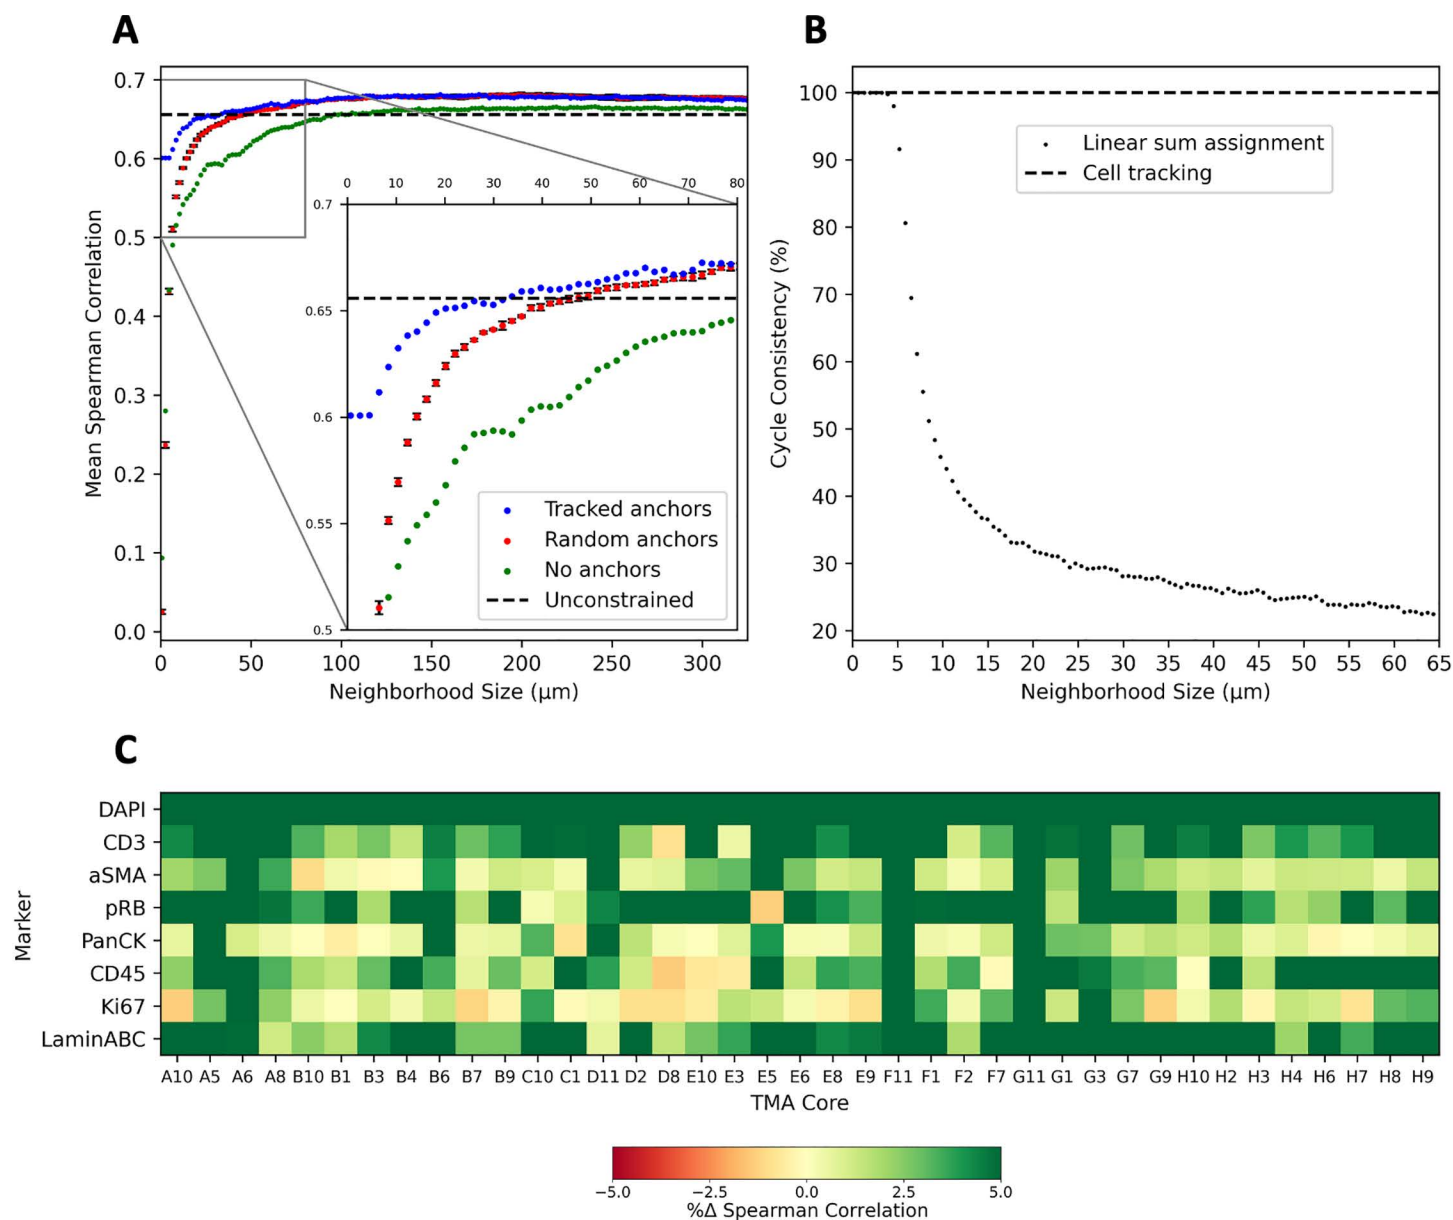 A
B
0.7
0.6
0.5
0.4
0.3
0.2
0.1
0.0
Mean Spearman Correlation
0 50 100 150 200 250 300
Neighborhood Size (μm)
0 10 20 30 40 50 60 70 80
0.7
0.65
0.6
0.55
0.5
Tracked anchors
Random anchors
No anchors
Unconstrained
100
90
80
70
60
50
40
30
20
Cycle Consistency (%)
Linear sum assignment
Cell tracking
0 5 10 15 20 25 30 35 40 45 50 55 60 65
Neighborhood Size (μm)
C
Marker
DAPI
CD3
aSMA
pRB
PanCK
CD45
Ki67
LaminABC
A10 A5 A6 A8 B10 B1 B3 B4 B6 B7 B9 C10 C1 D11 D2 D8 E10 E3 E5 E6 E8 E9 F11 F1 F2 F7 G11 G1 G3 G7 G9 H10 H2 H3 H4 H6 H7 H8 H9
TMA Core
−5.0 −2.5 0.0 2.5 5.0
%Δ Spearman Correlation